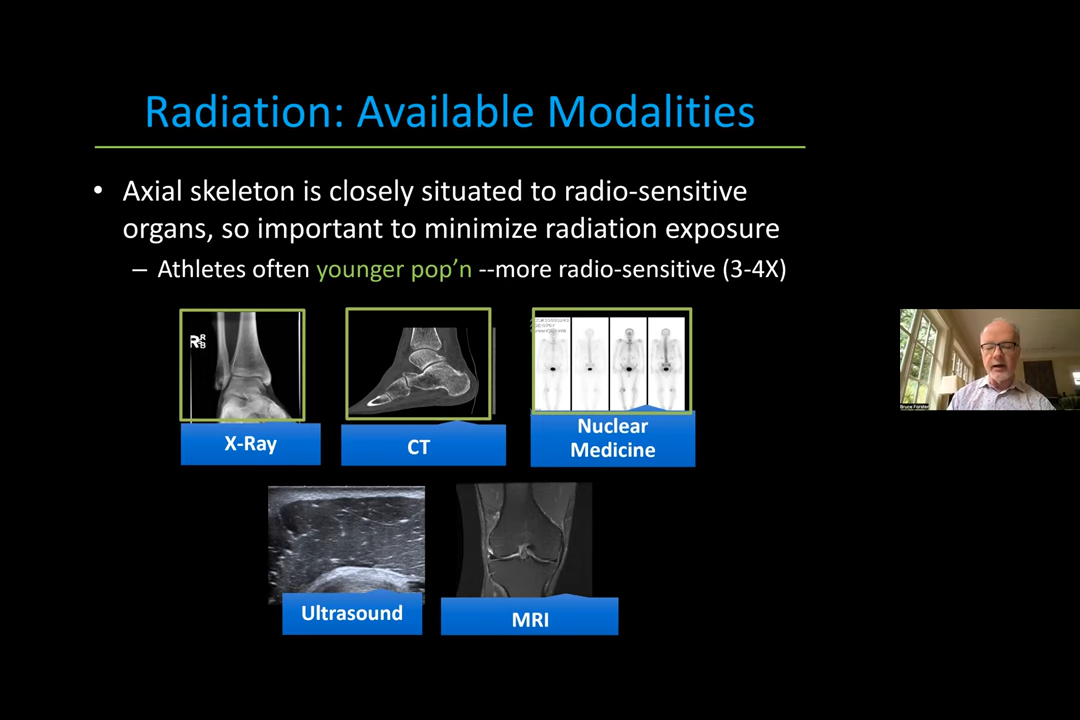 Radiation: Available Modalities
• Axial skeleton is closely situated to radio-sensitive
organs, so important to minimize radiation exposure
– Athletes often younger pop'n --more radio-sensitive (3-4X)
X-Ray
CT
Nuclear
Medicine
Ultrasound
MRI